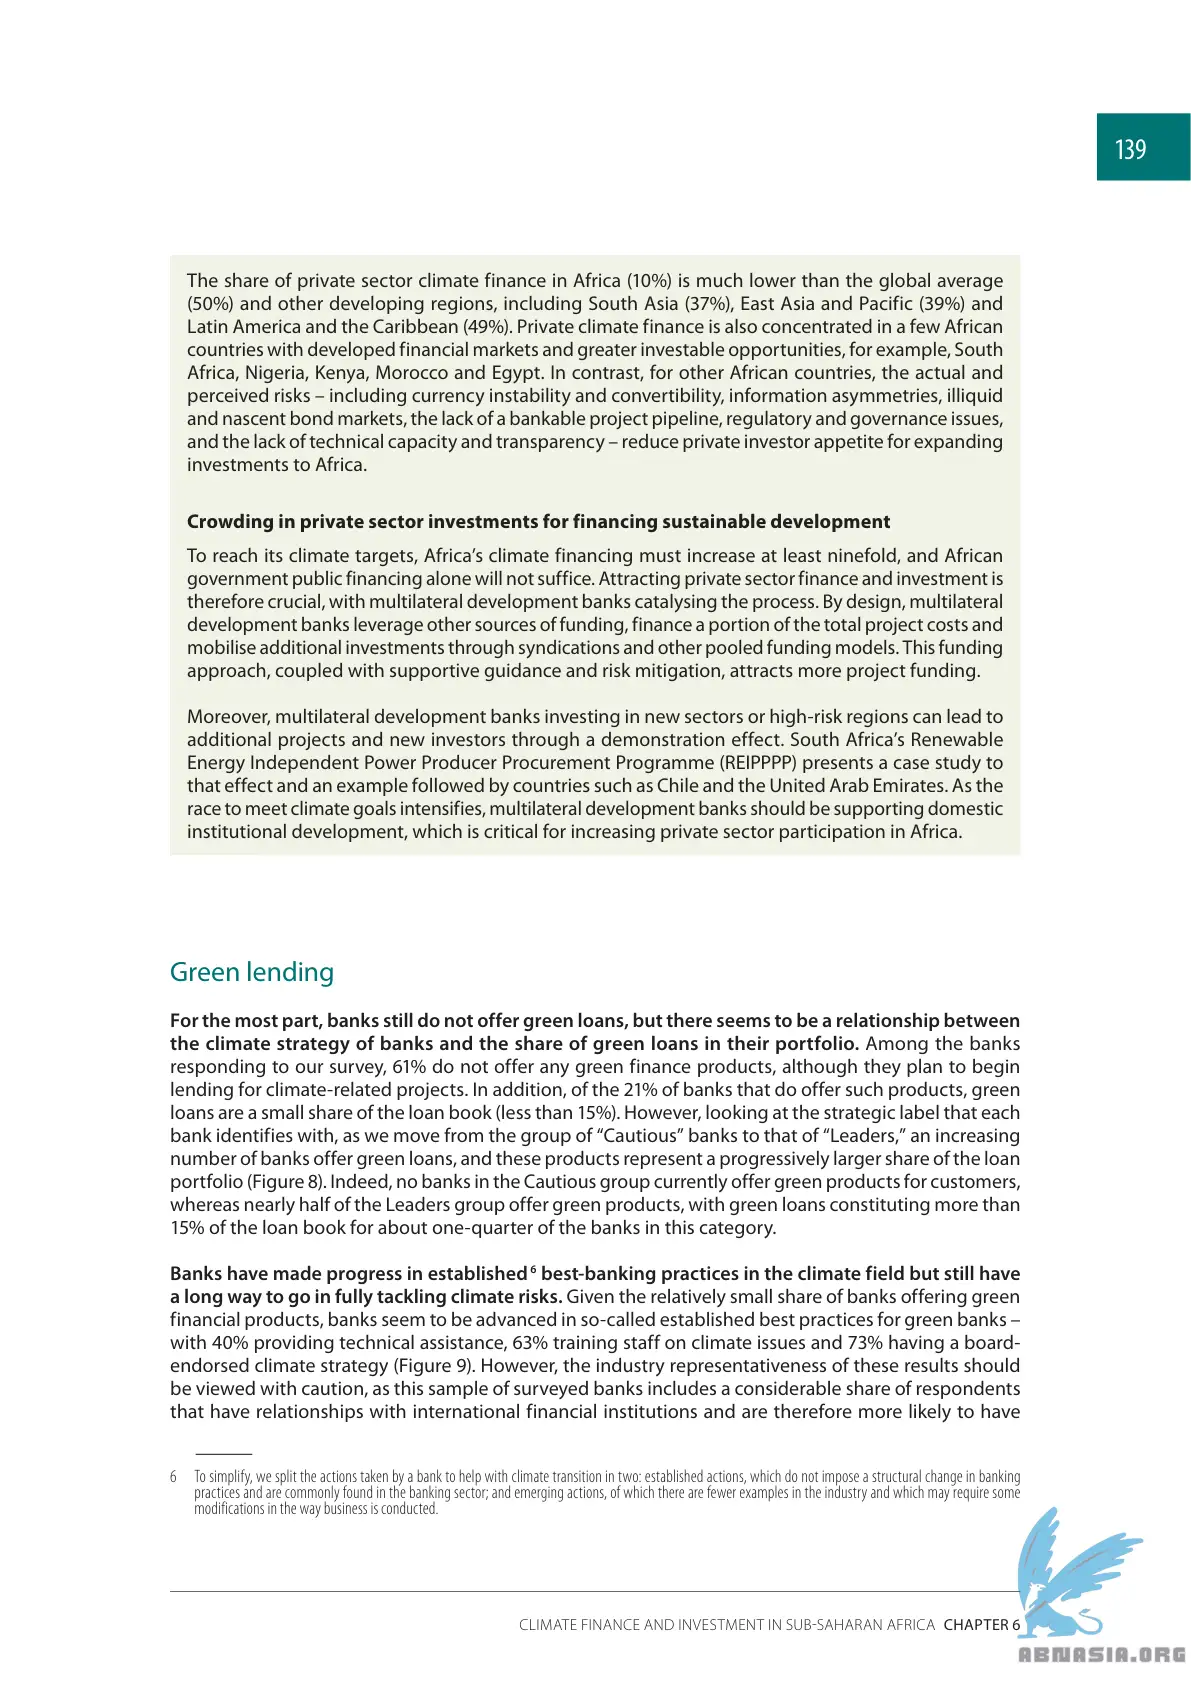 139
The share of private sector climate finance in Africa (10%) is much lower than the global average
(50%) and other developing regions, including South Asia (37%), East Asia and Pacific (39%) and
Latin America and the Caribbean (49%). Private climate finance is also concentrated in a few African
countries with developed financial markets and greater investable opportunities, for example, South
Africa, Nigeria, Kenya, Morocco and Egypt. In contrast, for other African countries, the actual and
perceived risks – including currency instability and convertibility, information asymmetries, illiquid
and nascent bond markets, the lack of a bankable project pipeline, regulatory and governance issues,
and the lack of technical capacity and transparency – reduce private investor appetite for expanding
investments to Africa.
Crowding in private sector investments for financing sustainable development
To reach its climate targets, Africa’s climate financing must increase at least ninefold, and African
government public financing alone will not suffice. Attracting private sector finance and investment is
therefore crucial, with multilateral development banks catalysing the process. By design, multilateral
development banks leverage other sources of funding, finance a portion of the total project costs and
mobilise additional investments through syndications and other pooled funding models. This funding
approach, coupled with supportive guidance and risk mitigation, attracts more project funding.
Moreover, multilateral development banks investing in new sectors or high-risk regions can lead to
additional projects and new investors through a demonstration effect. South Africa’s Renewable
Energy Independent Power Producer Procurement Programme (REIPPPP) presents a case study to
that effect and an example followed by countries such as Chile and the United Arab Emirates. As the
race to meet climate goals intensifies, multilateral development banks should be supporting domestic
institutional development, which is critical for increasing private sector participation in Africa.
Green lending
For the most part, banks still do not offer green loans, but there seems to be a relationship between
the climate strategy of banks and the share of green loans in their portfolio. Among the banks
responding to our survey, 61% do not offer any green finance products, although they plan to begin
lending for climate-related projects. In addition, of the 21% of banks that do offer such products, green
loans are a small share of the loan book (less than 15%). However, looking at the strategic label that each
bank identifies with, as we move from the group of “Cautious” banks to that of “Leaders,” an increasing
number of banks offer green loans, and these products represent a progressively larger share of the loan
portfolio (Figure 8). Indeed, no banks in the Cautious group currently offer green products for customers,
whereas nearly half of the Leaders group offer green products, with green loans constituting more than
15% of the loan book for about one-quarter of the banks in this category.
Banks have made progress in established 6 best-banking practices in the climate field but still have
a long way to go in fully tackling climate risks. Given the relatively small share of banks offering green
financial products, banks seem to be advanced in so-called established best practices for green banks –
with 40% providing technical assistance, 63% training staff on climate issues and 73% having a board-
endorsed climate strategy (Figure 9). However, the industry representativeness of these results should
be viewed with caution, as this sample of surveyed banks includes a considerable share of respondents
that have relationships with international financial institutions and are therefore more likely to have
6 To simplify, we split the actions taken by a bank to help with climate transition in two: established actions, which do not impose a structural change in banking
practices and are commonly found in the banking sector; and emerging actions, of which there are fewer examples in the industry and which may require some
modifications in the way business is conducted.
CLIMATE FINANCE AND INVESTMENT IN SUB-SAHARAN AFRICA CHAPTER 6
ABNASIA.ORG